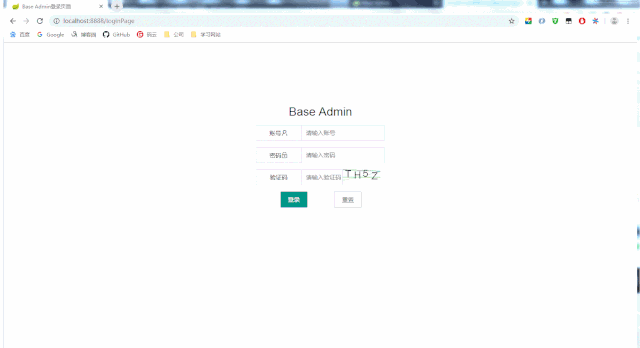 Base Admin登录页面
localhost:8888/loginPage
百度 Google 博客园 GitHub 码云 公司 学习网站
Base Admin
账号 请输入账号
密码 请输入密码
验证码 请输入验证码 TH5Z
登录 重置